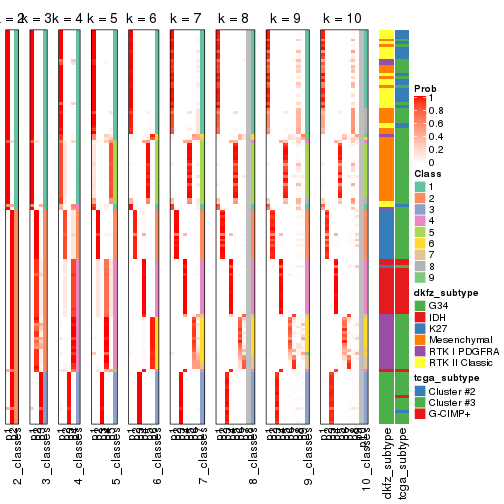 k = 2
k = 3
k = 4
k = 5
k = 6
k = 7
k = 8
k = 9
k = 10
Prob
1
0.8
0.6
0.4
0.2
0
Class
1
2
3
4
5
6
7
8
9
dkfz_subtype
G34
IDH
K27
Mesenchymal
RTK I PDGFRA
RTK II Classic
tcga_subtype
Cluster #2
Cluster #3
G-CIMP+
2_classes
3_classes
4_classes
5_classes
6_classes
7_classes
8_classes
9_classes
10_classes
dkfz_subtype
tcga_subtype